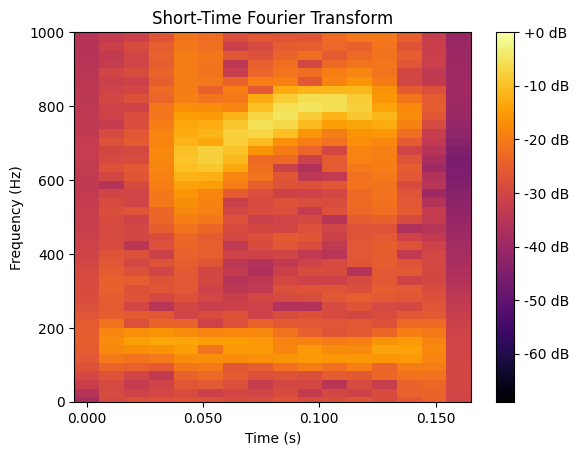 Short-Time Fourier Transform
1000
800
600
400
200
0
Frequency (Hz)
0.000
0.050
0.100
0.150
Time (s)
+0 dB
-10 dB
-20 dB
-30 dB
-40 dB
-50 dB
-60 dB